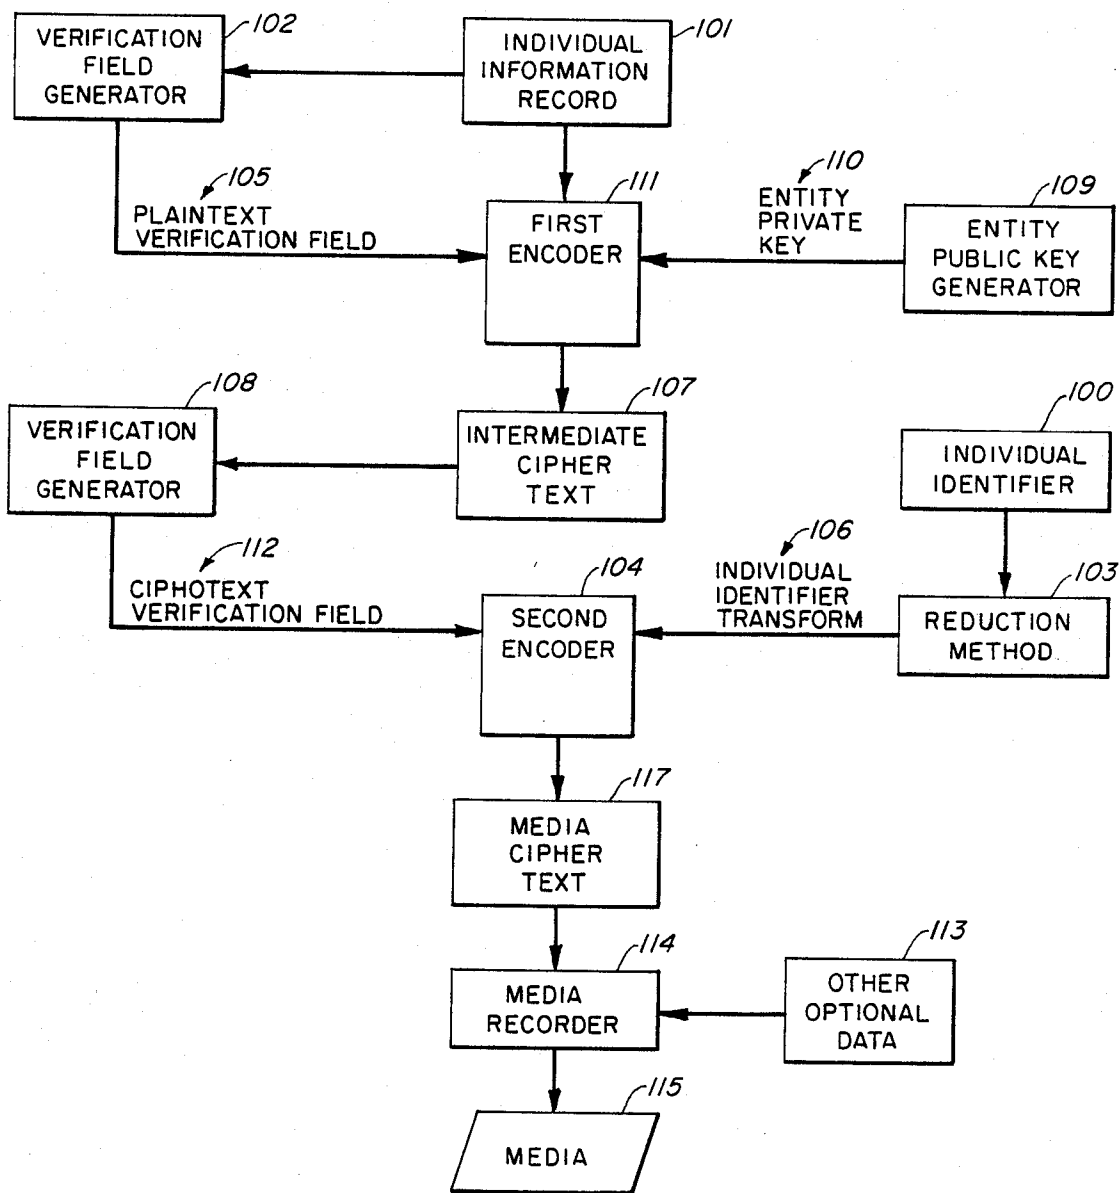 102
VERIFICATION
FIELD
GENERATOR
101
INDIVIDUAL
INFORMATION
RECORD
105
PLAINTEXT
VERIFICATION FIELD
111
FIRST
ENCODER
110
ENTITY
PRIVATE
KEY
109
ENTITY
PUBLIC KEY
GENERATOR
108
VERIFICATION
FIELD
GENERATOR
107
INTERMEDIATE
CIPHER
TEXT
100
INDIVIDUAL
IDENTIFIER
112
CIPHOTEXT
VERIFICATION FIELD
104
SECOND
ENCODER
106
INDIVIDUAL
IDENTIFIER
TRANSFORM
103
REDUCTION
METHOD
117
MEDIA
CIPHER
TEXT
114
MEDIA
RECORDER
113
OTHER
OPTIONAL
DATA
115
MEDIA